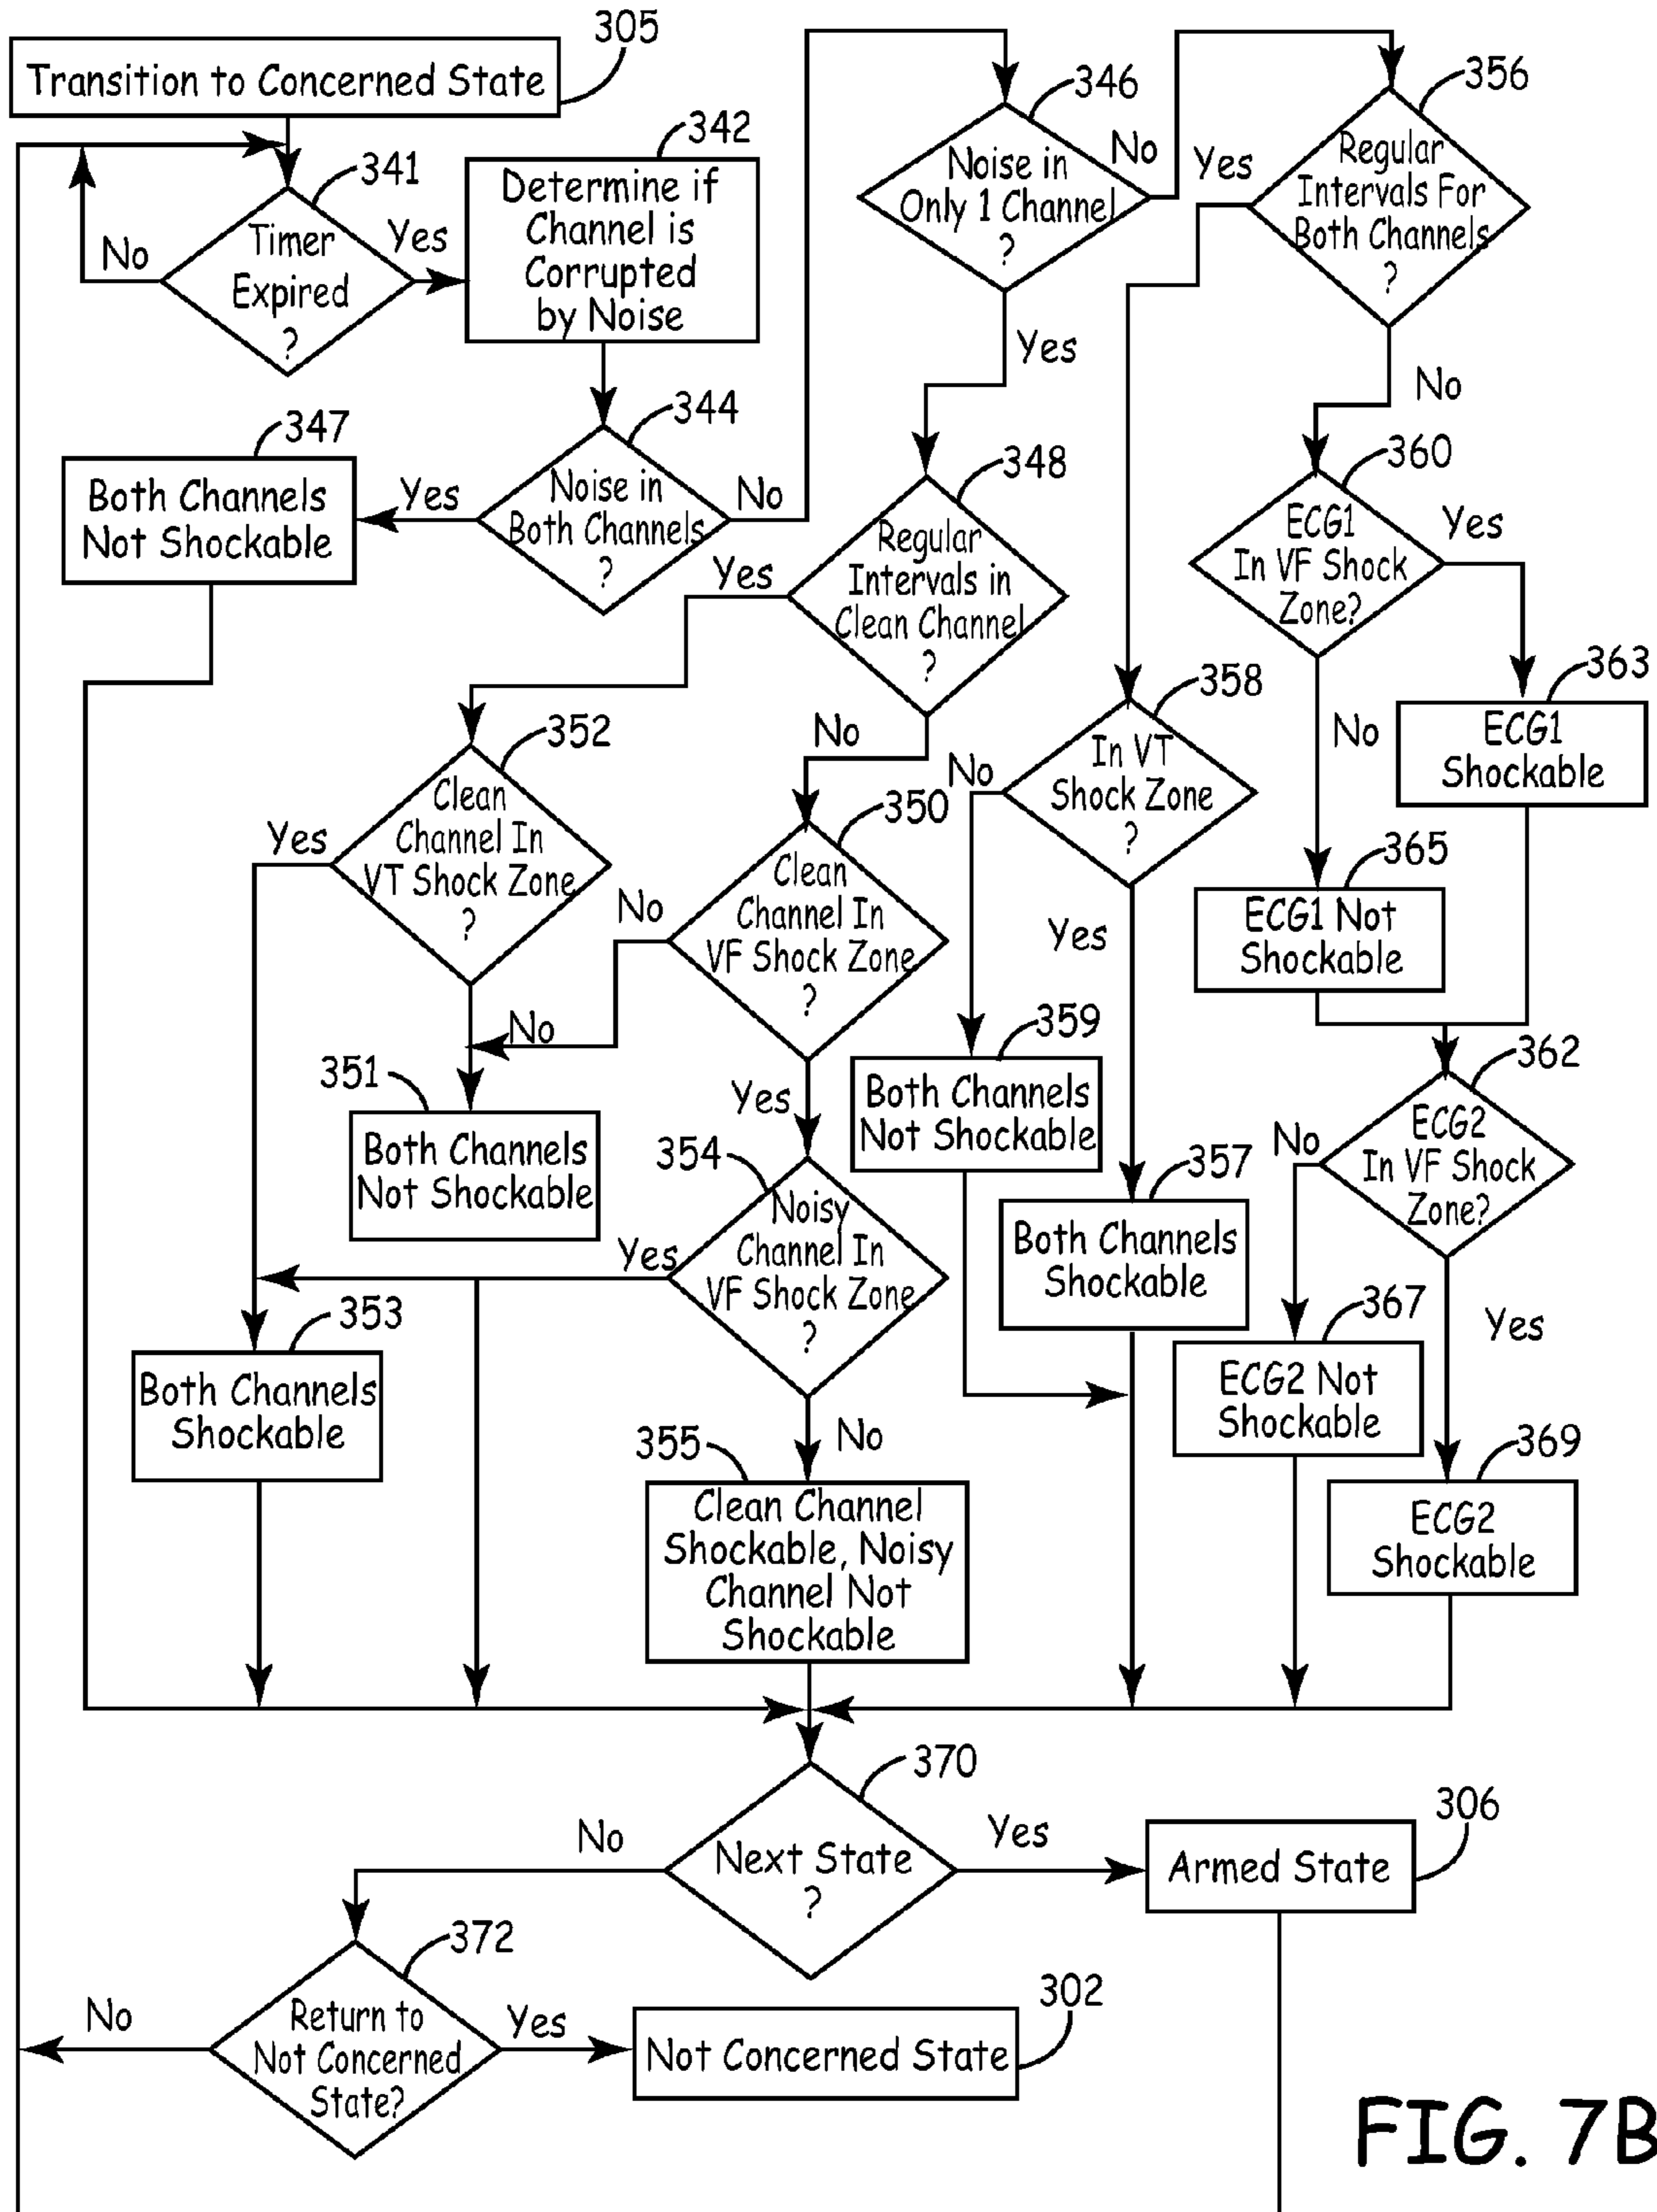 305
Transition to Concerned State
341
Timer
Expired
?
No
Yes
342
Determine if
Channel is
Corrupted
by Noise
344
Noise in
Both Channels
?
Yes
No
347
Both Channels
Not Shockable
346
Noise in
Only 1 Channel
?
No
Yes
356
Regular
Intervals For
Both Channels
?
Yes
No
348
Regular
Intervals in
Clean Channel
?
Yes
No
360
ECG1
In VF Shock
Zone?
Yes
No
363
ECG1
Shockable
365
ECG1 Not
Shockable
352
Clean
Channel In
VT Shock Zone
?
Yes
No
350
Clean
Channel In
VF Shock Zone
?
No
Yes
358
In VT
Shock Zone
?
No
Yes
351
Both Channels
Not Shockable
359
Both Channels
Not Shockable
362
ECG2
In VF Shock
Zone?
No
Yes
354
Noisy
Channel In
VF Shock Zone
?
Yes
No
357
Both Channels
Shockable
353
Both Channels
Shockable
367
ECG2 Not
Shockable
369
ECG2
Shockable
355
Clean Channel
Shockable, Noisy
Channel Not
Shockable
370
Next State
?
No
Yes
306
Armed State
372
Return to
Not Concerned
State?
No
Yes
302
Not Concerned State
FIG. 7B